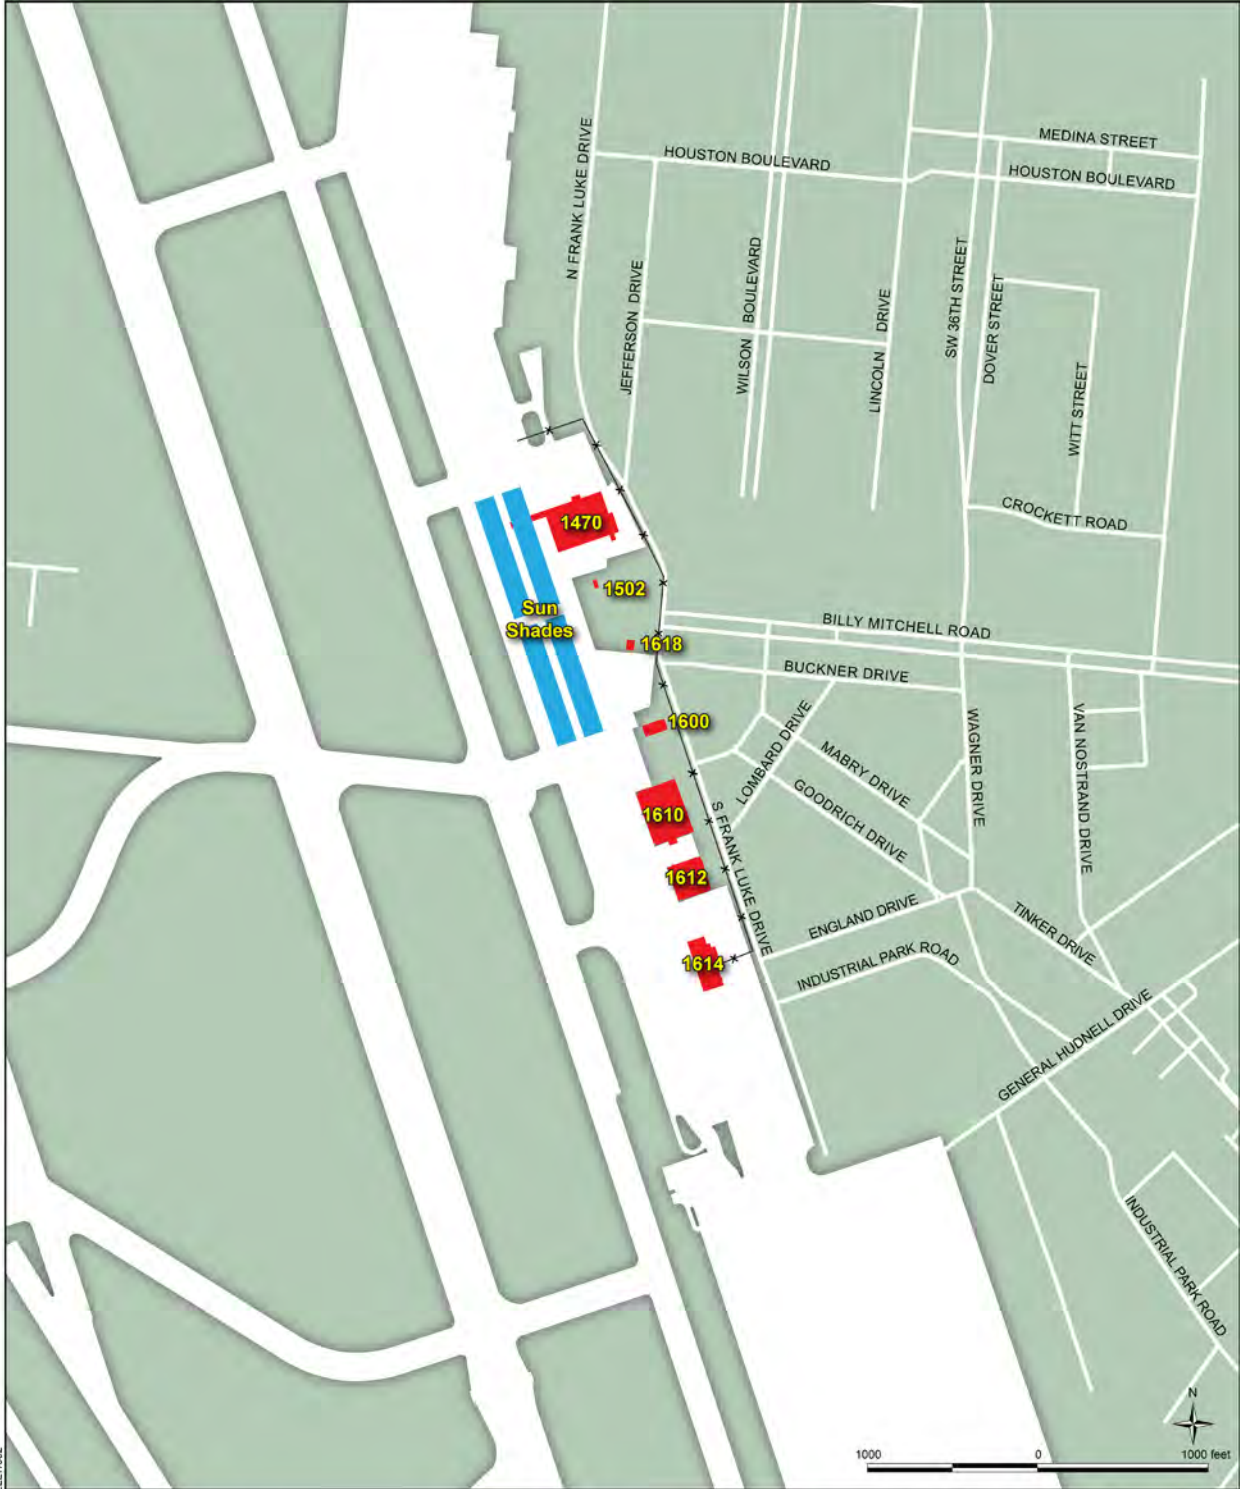 MEDINA STREET
HOUSTON BOULEVARD
HOUSTON BOULEVARD
N FRANK LUKE DRIVE
JEFFERSON DRIVE
WILSON BOULEVARD
LINCOLN DRIVE
SW 36TH STREET
DOVER STREET
WITT STREET
CROCKETT ROAD
1470
1502
Sun
Shades
1618
BILLY MITCHELL ROAD
BUCKNER DRIVE
1600
LOMBARD DRIVE
MABRY DRIVE
GOODRICH DRIVE
WAGNER DRIVE
VAN NOSTRAND DRIVE
1610
S FRANK LUKE DRIVE
1612
ENGLAND DRIVE
TINKER DRIVE
1614
INDUSTRIAL PARK ROAD
GENERAL HUDNELL DRIVE
INDUSTRIAL PARK ROAD
N
1000 0 1000 feet